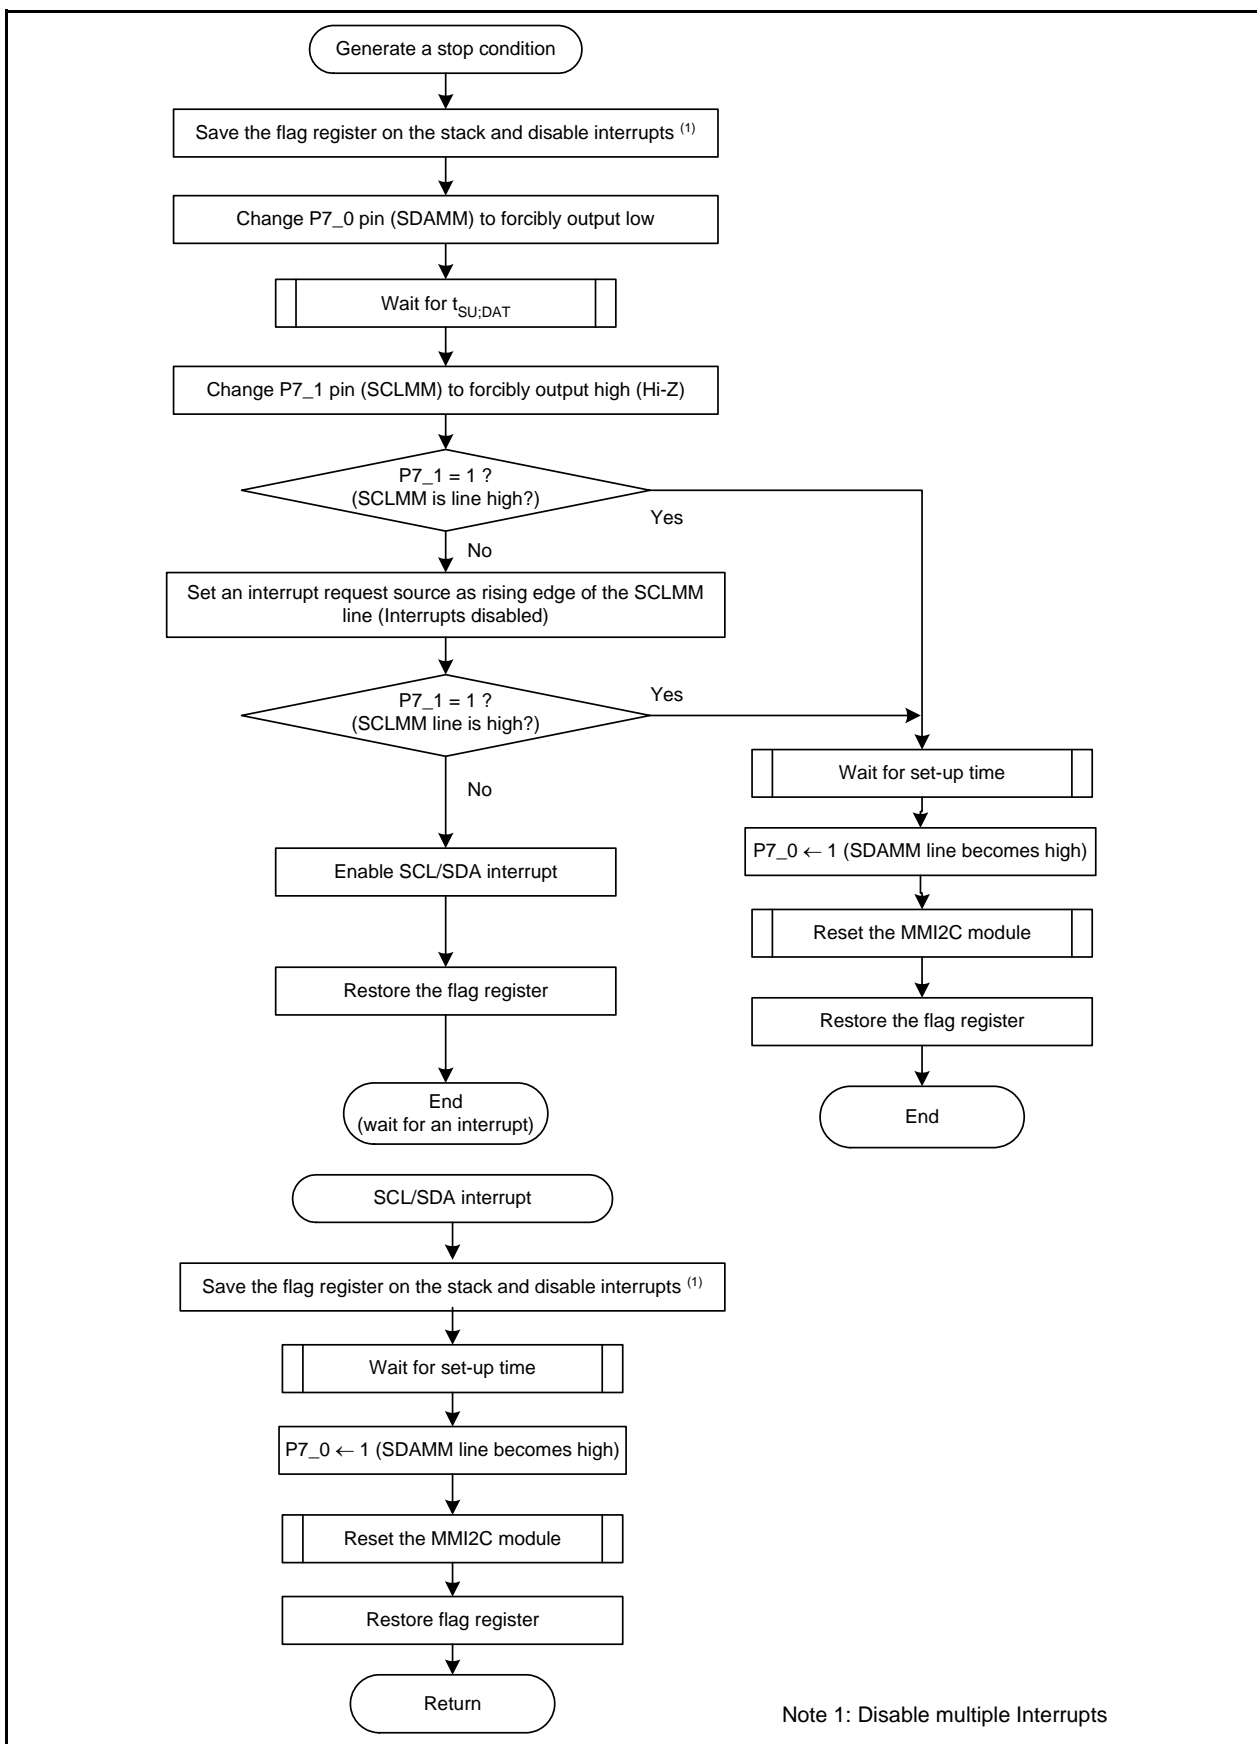 Generate a stop condition
Save the flag register on the stack and disable interrupts (1)
Change P7_0 pin (SDAMM) to forcibly output low
Wait for tSU;DAT
Change P7_1 pin (SCLMM) to forcibly output high (Hi-Z)
P7_1 = 1 ?
(SCLMM is line high?)
Yes
No
Set an interrupt request source as rising edge of the SCLMM
line (Interrupts disabled)
P7_1 = 1 ?
(SCLMM line is high?)
Yes
No
Enable SCL/SDA interrupt
Restore the flag register
End
(wait for an interrupt)
Wait for set-up time
P7_0 ← 1 (SDAMM line becomes high)
Reset the MMI2C module
Restore the flag register
End
SCL/SDA interrupt
Save the flag register on the stack and disable interrupts (1)
Wait for set-up time
P7_0 ← 1 (SDAMM line becomes high)
Reset the MMI2C module
Restore flag register
Return
Note 1: Disable multiple Interrupts